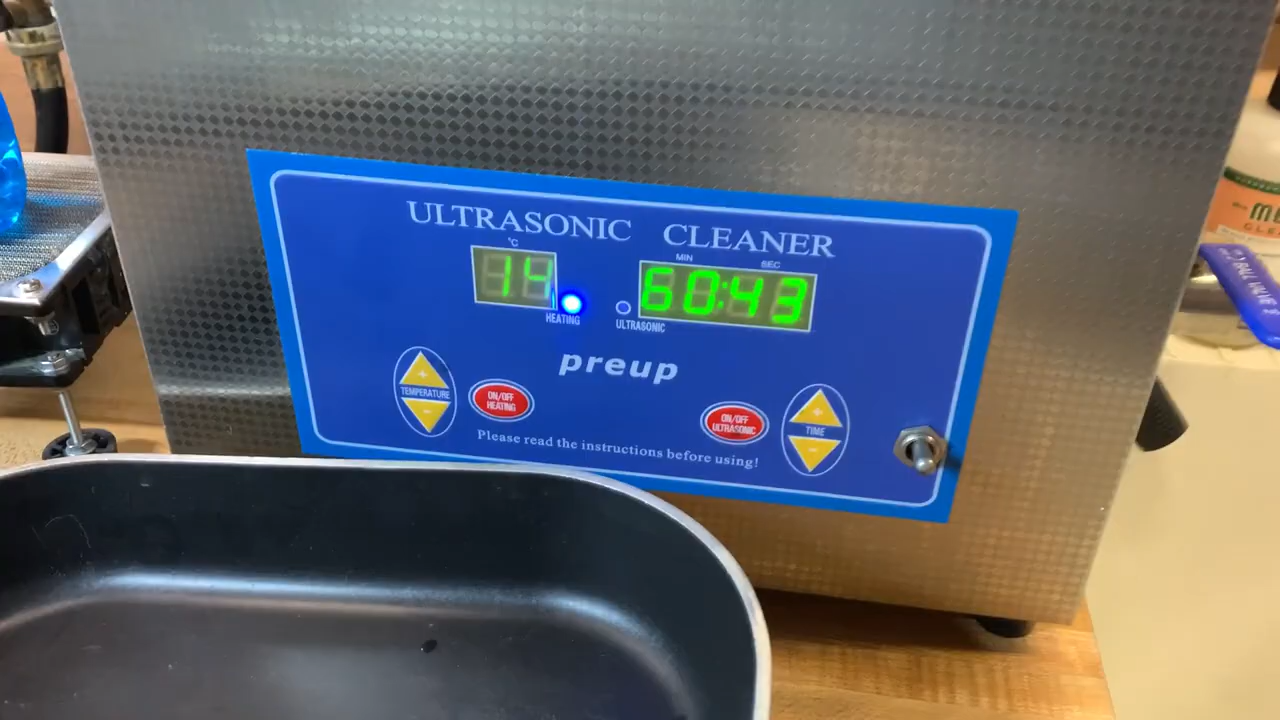 ULTRASONIC CLEANER
°C
MIN SEC
14
60:43
HEATING
ULTRASONIC
preup
+
TEMPERATURE
-
ON/OFF
HEATING
ON/OFF
ULTRASONIC
+
TIME
-
Please read the instructions before using!